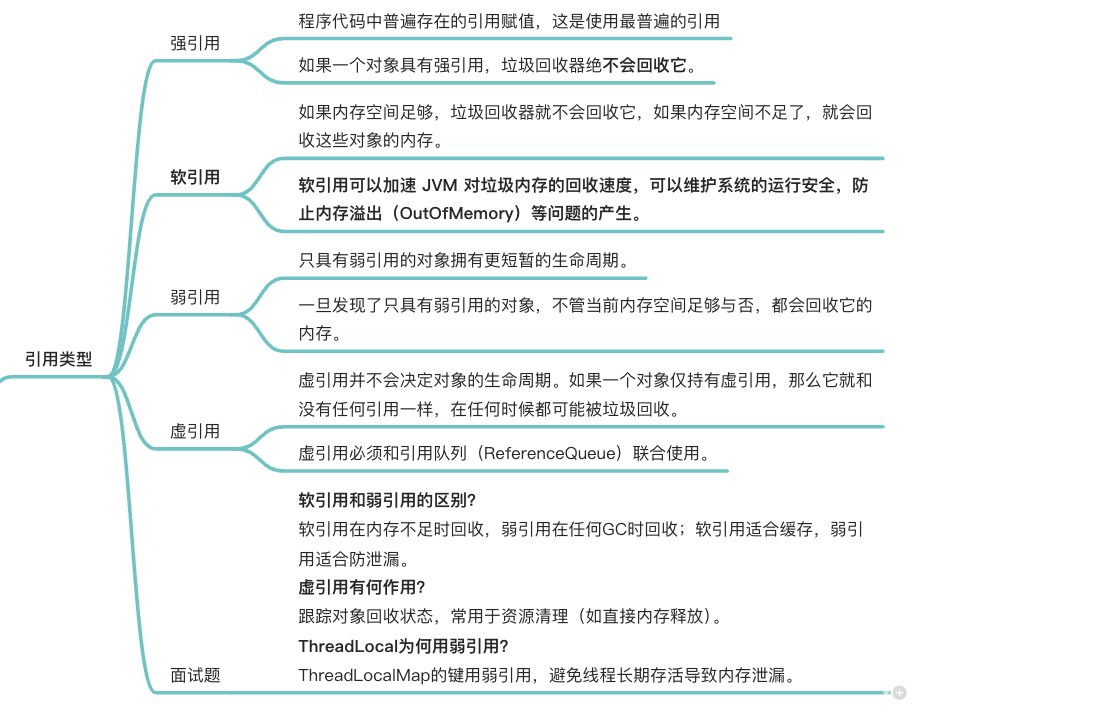 引用类型
强引用
程序代码中普遍存在的引用赋值，这是使用最普遍的引用
如果一个对象具有强引用，垃圾回收器绝不会回收它。
软引用
如果内存空间足够，垃圾回收器就不会回收它，如果内存空间不足了，就会回
收这些对象的内存。
软引用可以加速 JVM 对垃圾内存的回收速度，可以维护系统的运行安全，防
止内存溢出（OutOfMemory）等问题的产生。
弱引用
只具有弱引用的对象拥有更短暂的生命周期。
一旦发现了只具有弱引用的对象，不管当前内存空间足够与否，都会回收它的
内存。
虚引用
虚引用并不会决定对象的生命周期。如果一个对象仅持有虚引用，那么它就和
没有任何引用一样，在任何时候都可能被垃圾回收。
虚引用必须和引用队列（ReferenceQueue）联合使用。
面试题
软引用和弱引用的区别？
软引用在内存不足时回收，弱引用在任何GC时回收；软引用适合缓存，弱引
用适合防泄漏。
虚引用有何作用？
跟踪对象回收状态，常用于资源清理（如直接内存释放）。
ThreadLocal为何用弱引用？
ThreadLocalMap的键用弱引用，避免线程长期存活导致内存泄漏。